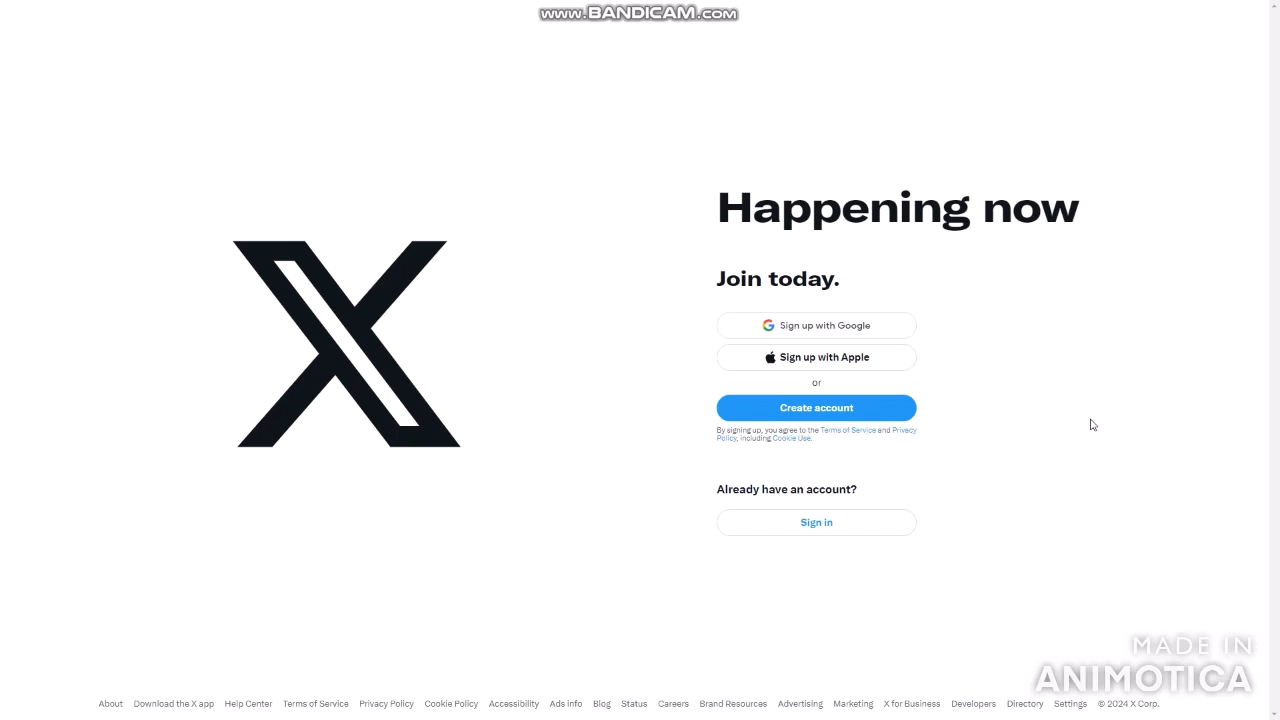 www.BANDICAM.com
Happening now
Join today.
Sign up with Google
Sign up with Apple
or
Create account
By signing up, you agree to the Terms of Service and Privacy
Policy, including Cookie Use.
Already have an account?
Sign in
MADE IN
ANIMOTICA
About Download the X app Help Center Terms of Service Privacy Policy Cookie Policy Accessibility Ads info Blog Status Careers Brand Resources Advertising Marketing X for Business Developers Directory Settings © 2024 X Corp.